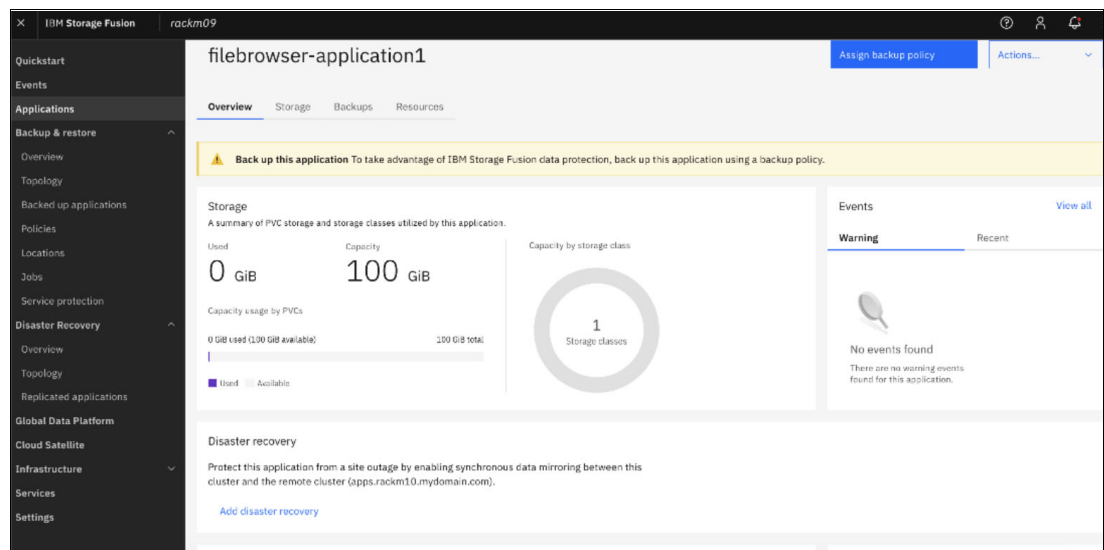 IBM Storage Fusion
rackm09
Quickstart
Events
Applications
Backup & restore
Overview
Topology
Backed up applications
Policies
Locations
Jobs
Service protection
Disaster Recovery
Overview
Topology
Replicated applications
Global Data Platform
Cloud Satellite
Infrastructure
Services
Settings
filebrowser-application1
Assign backup policy
Actions...
Overview Storage Backups Resources
Back up this application To take advantage of IBM Storage Fusion data protection, back up this application using a backup policy.
Storage
A summary of PVC storage and storage classes utilized by this application.
Used Capacity
0 GiB 100 GiB
Capacity usage by PVCs
0 GiB used (100 GiB available) 100 GiB total
Used Available
Capacity by storage class
1
Storage classes
Events View all
Warning Recent
No events found
There are no warning events
found for this application.
Disaster recovery
Protect this application from a site outage by enabling synchronous data mirroring between this
cluster and the remote cluster (apps.rackm10.mydomain.com).
Add disaster recovery